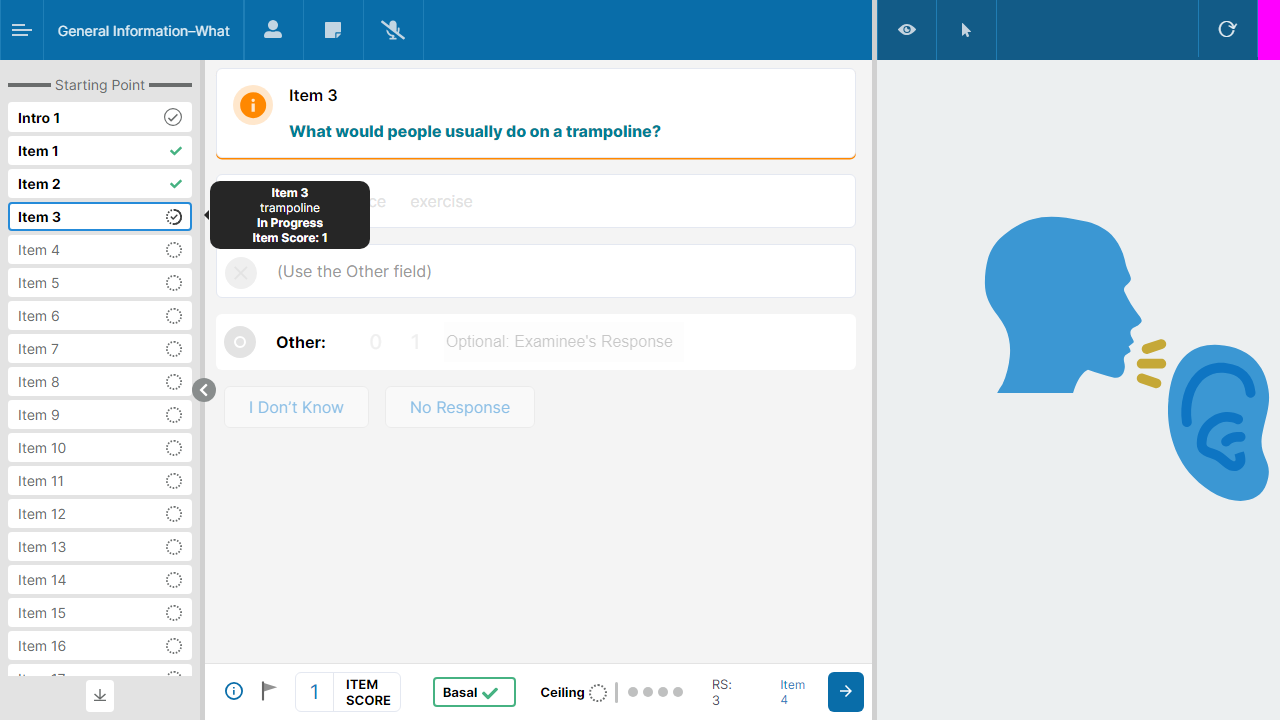 General Information–What
Starting Point
Intro 1
Item 1
Item 2
Item 3
Item 4
Item 5
Item 6
Item 7
Item 8
Item 9
Item 10
Item 11
Item 12
Item 13
Item 14
Item 15
Item 16
Item 3
What would people usually do on a trampoline?
Item 3
trampoline
In Progress
Item Score: 1
exercise
(Use the Other field)
Other: 0 1 Optional: Examinee's Response
I Don't Know No Response
1 ITEM SCORE
Basal
Ceiling
RS: 3
Item 4